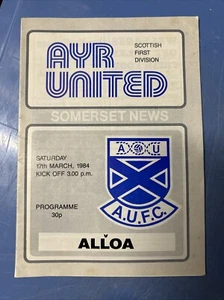 AYR
UNITED
SCOTTISH
FIRST
DIVISION
SOMERSET NEWS
SATURDAY
17th MARCH, 1984
KICK OFF 3.00 p.m.
PROGRAMME
30p
A U
A.U.F.C.
v
ALLOA